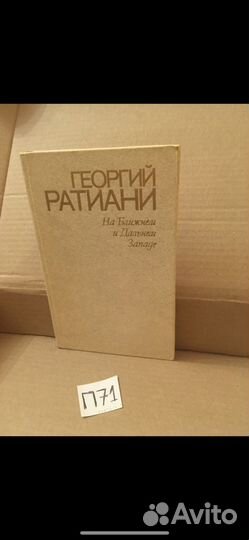 ГЕОРГИЙ
РАТИАНИ
На Ближнем
и Дальнем
Западе
П71
Avito